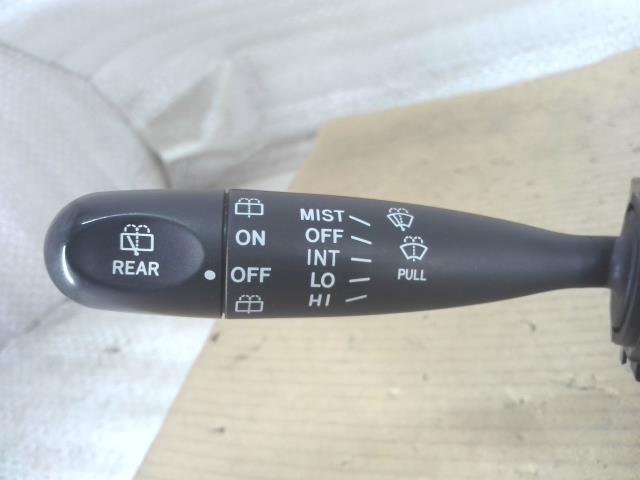 REAR
ON
OFF
MIST
OFF
INT
LO
HI
PULL